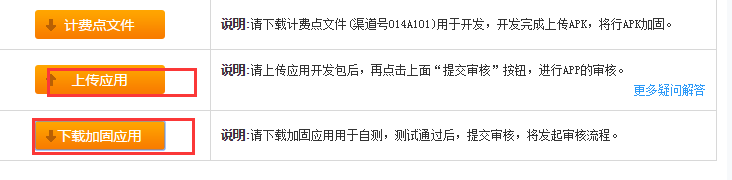 计费点文件
说明:请下载计费点文件(渠道号014A101)用于开发，开发完成上传APK，将行APK加固。
上传应用
说明:请上传应用开发包后，再点击上面“提交审核”按钮，进行APP的审核。
更多疑问解答
下载加固应用
说明:请下载加固应用用于自测，测试通过后，提交审核，将发起审核流程。